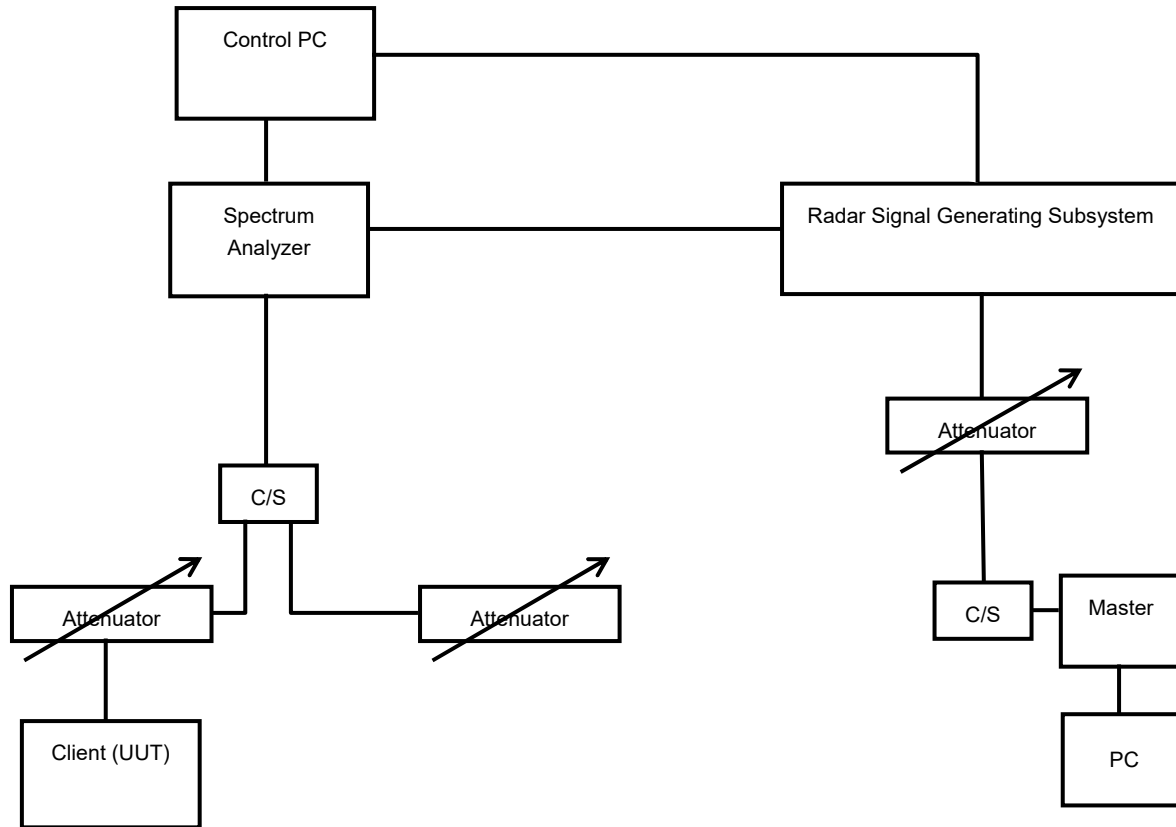 Control PC
Spectrum
Analyzer
Radar Signal Generating Subsystem
Attenuator
C/S
Attenuator
Attenuator
C/S
Master
Client (UUT)
PC